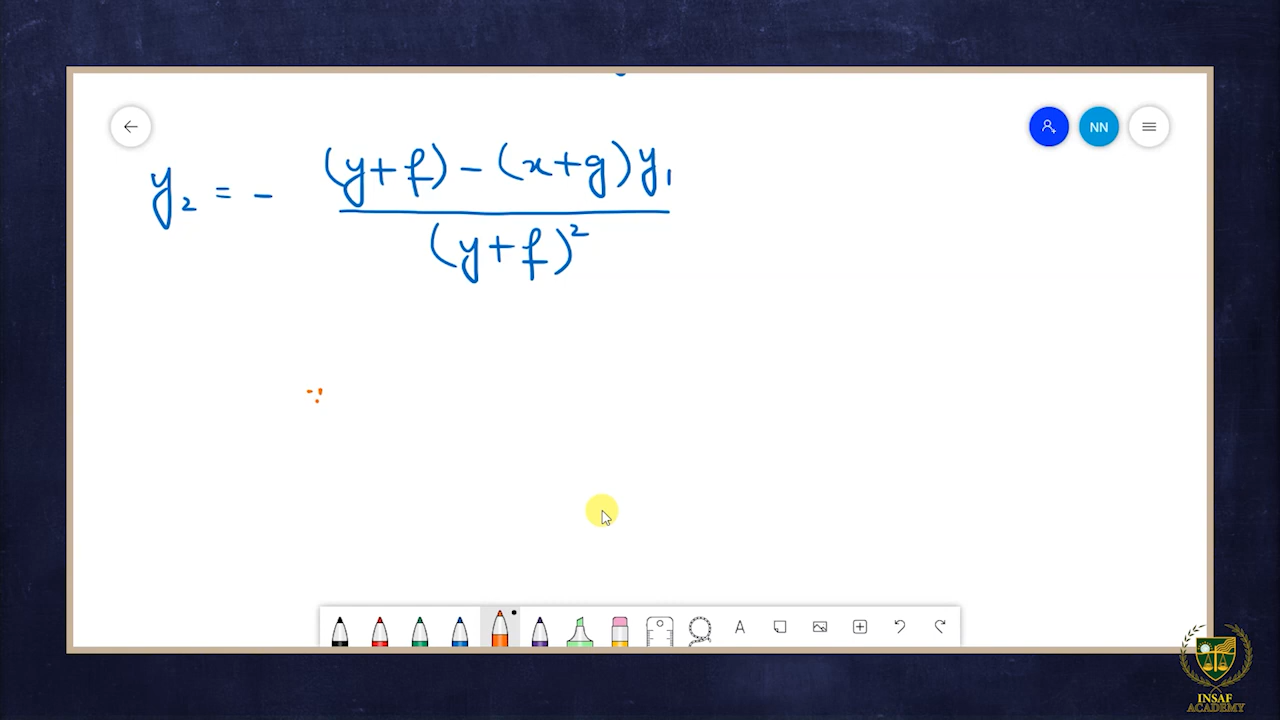 NN
y₂ = - (y+f) - (x+g)y₁ / (y+f)²
A
INSAF
ACADEMY